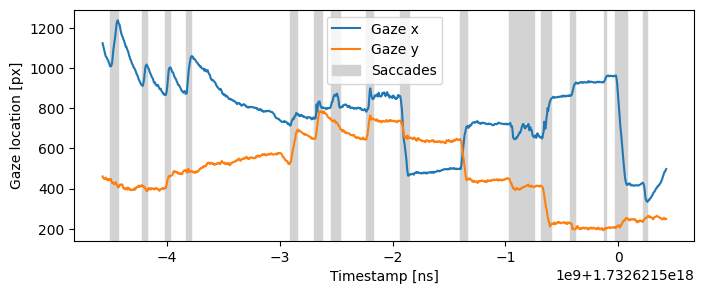 Gaze x
Gaze y
Saccades
Gaze location [px]
1200
1000
800
600
400
200
−4
−3
−2
−1
0
Timestamp [ns]
1e9+1.7326215e18